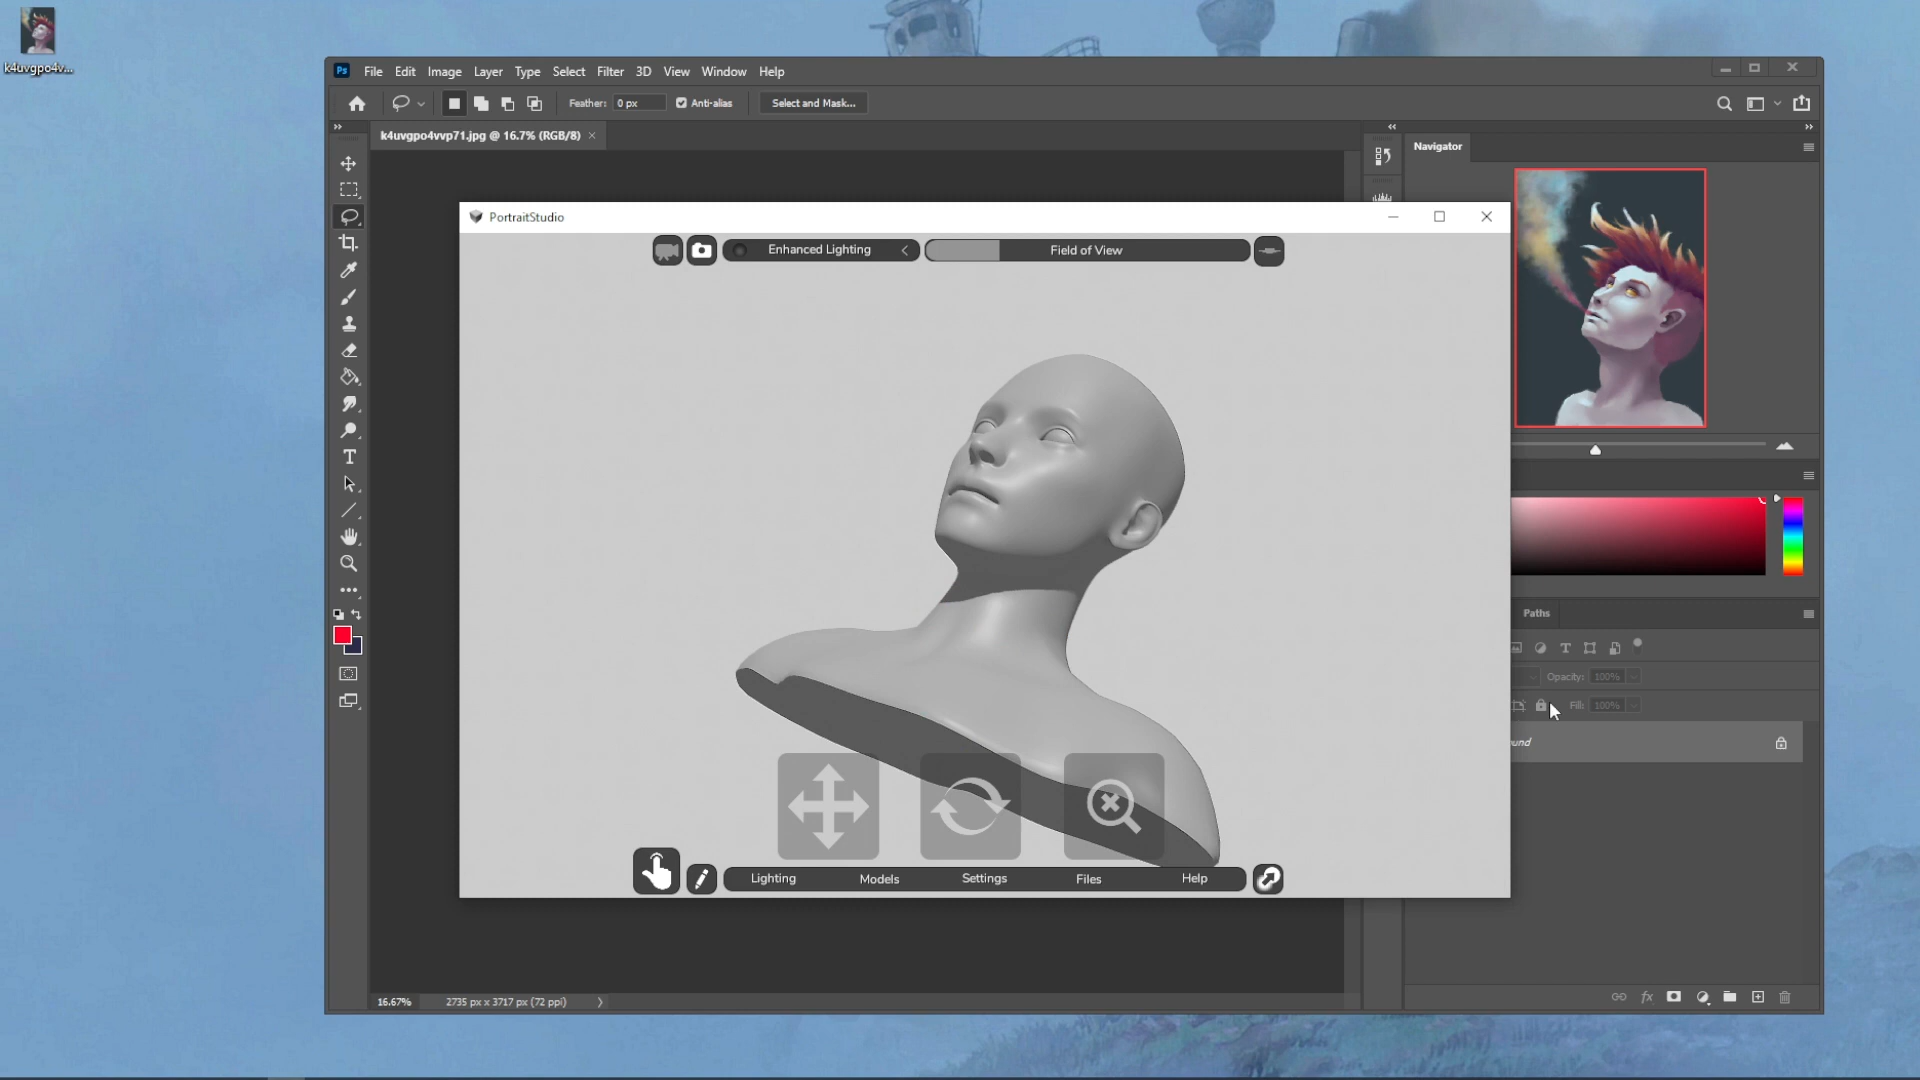 k4uvgpo4v...
Ps File Edit Image Layer Type Select Filter 3D View Window Help
Feather: 0 px Anti-alias Select and Mask...
k4uvgpo4vvp71.jpg @ 16.7% (RGB/8)
Navigator
PortraitStudio
Enhanced Lighting
Field of View
Paths
Opacity: 100%
Fill: 100%
und
Lighting Models Settings Files Help
16.67% 2735 px x 3717 px (72 ppi)
fx